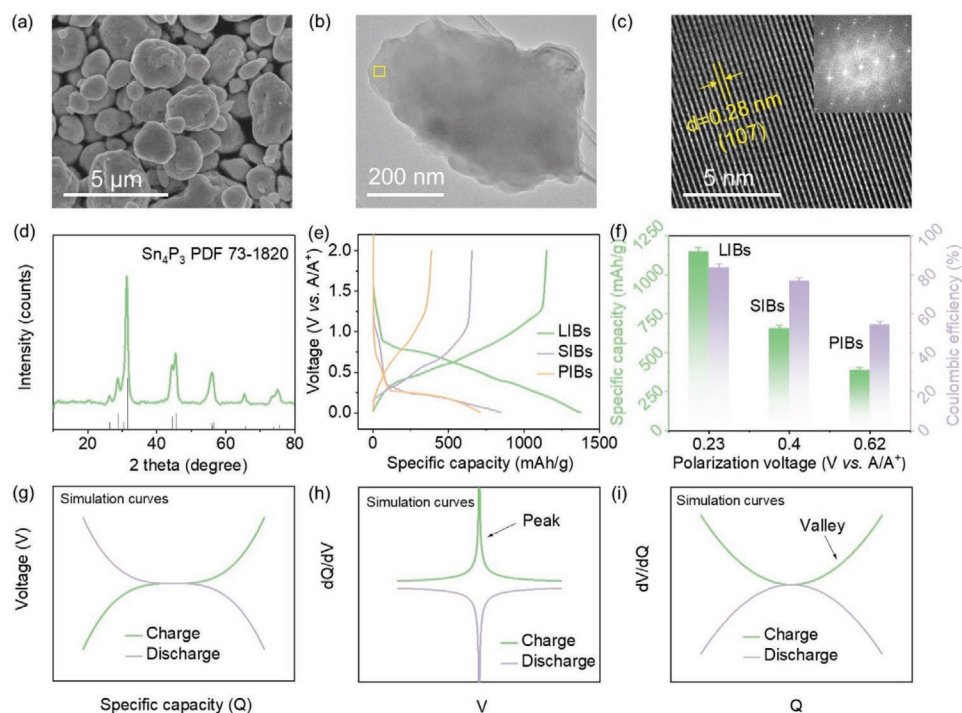 (a)
5 μm
(b)
200 nm
(c)
d=0.28 nm
(107)
5 nm
(d)
Sn₄P₃ PDF 73-1820
Intensity (counts)
20 40 60 80
2 theta (degree)
(e)
Voltage (V vs. A/A⁺)
2.0
1.5
1.0
0.5
0.0
LIBs
SIBs
PIBs
0 250 500 750 1000 1500
Specific capacity (mAh/g)
(f)
Specific capacity (mAh/g)
1250
1000
750
500
250
0
LIBs
SIBs
PIBs
100
80
60
40
20
0
Coulombic efficiency (%)
0.23 0.4 0.62
Polarization voltage (V vs. A/A⁺)
(g)
Simulation curves
Voltage (V)
Charge
Discharge
Specific capacity (Q)
(h)
Simulation curves
Peak
dQ/dV
Charge
Discharge
V
(i)
Simulation curves
Valley
dV/dQ
Charge
Discharge
Q